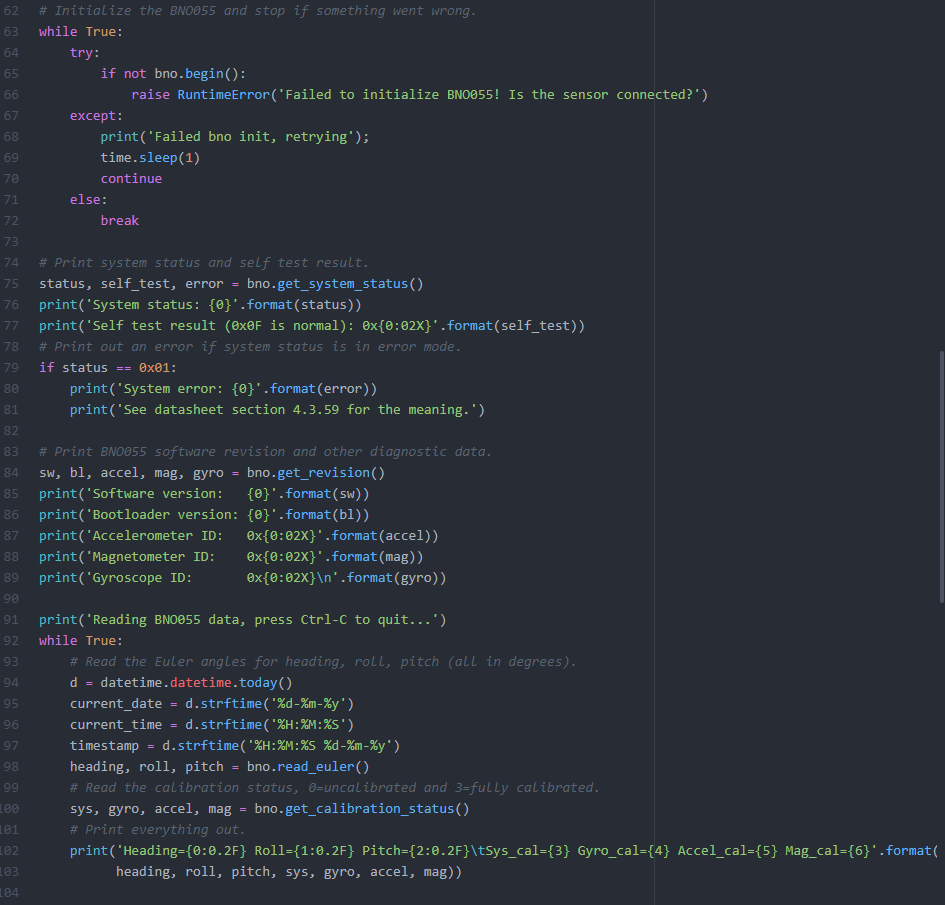 62 # Initialize the BNO055 and stop if something went wrong.
63 while True:
64     try:
65         if not bno.begin():
66             raise RuntimeError('Failed to initialize BNO055! Is the sensor connected?')
67     except:
68         print('Failed bno init, retrying');
69         time.sleep(1)
70         continue
71     else:
72         break
73
74 # Print system status and self test result.
75 status, self_test, error = bno.get_system_status()
76 print('System status: {0}'.format(status))
77 print('Self test result (0x0F is normal): 0x{0:02X}'.format(self_test))
78 # Print out an error if system status is in error mode.
79 if status == 0x01:
80     print('System error: {0}'.format(error))
81     print('See datasheet section 4.3.59 for the meaning.')
82
83 # Print BNO055 software revision and other diagnostic data.
84 sw, bl, accel, mag, gyro = bno.get_revision()
85 print('Software version:   {0}'.format(sw))
86 print('Bootloader version: {0}'.format(bl))
87 print('Accelerometer ID:   0x{0:02X}'.format(accel))
88 print('Magnetometer ID:    0x{0:02X}'.format(mag))
89 print('Gyroscope ID:       0x{0:02X}\n'.format(gyro))
90
91 print('Reading BNO055 data, press Ctrl-C to quit...')
92 while True:
93     # Read the Euler angles for heading, roll, pitch (all in degrees).
94     d = datetime.datetime.today()
95     current_date = d.strftime('%d-%m-%y')
96     current_time = d.strftime('%H:%M:%S')
97     timestamp = d.strftime('%H:%M:%S %d-%m-%y')
98     heading, roll, pitch = bno.read_euler()
99     # Read the calibration status, 0=uncalibrated and 3=fully calibrated.
100     sys, gyro, accel, mag = bno.get_calibration_status()
101     # Print everything out.
102     print('Heading={0:0.2F} Roll={1:0.2F} Pitch={2:0.2F}\tSys_cal={3} Gyro_cal={4} Accel_cal={5} Mag_cal={6}'.format(
103           heading, roll, pitch, sys, gyro, accel, mag))
104